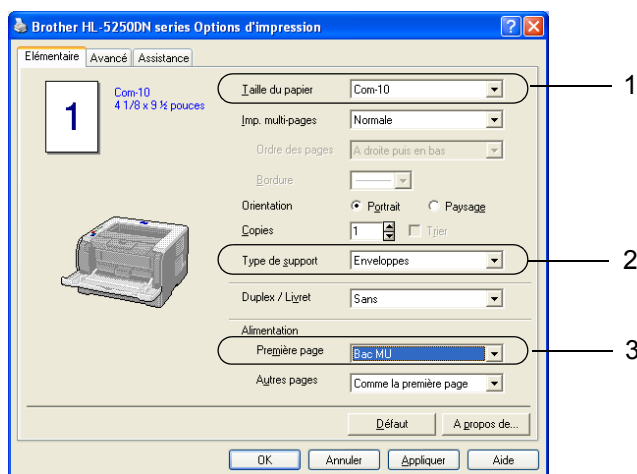 Brother HL-5250DN series Options d'impression
Elémentaire Avancé Assistance
1
Com-10
4 1/8 x 9 ½ pouces
Taille du papier Com-10 1
Imp. multi-pages Normale
Ordre des pages A droite puis en bas
Bordure
Orientation Portrait Paysage
Copies 1 Trier
Type de support Enveloppes 2
Duplex / Livret Sans
Alimentation
Première page Bac MU 3
Autres pages Comme la première page
Défaut A propos de...
OK Annuler Appliquer Aide